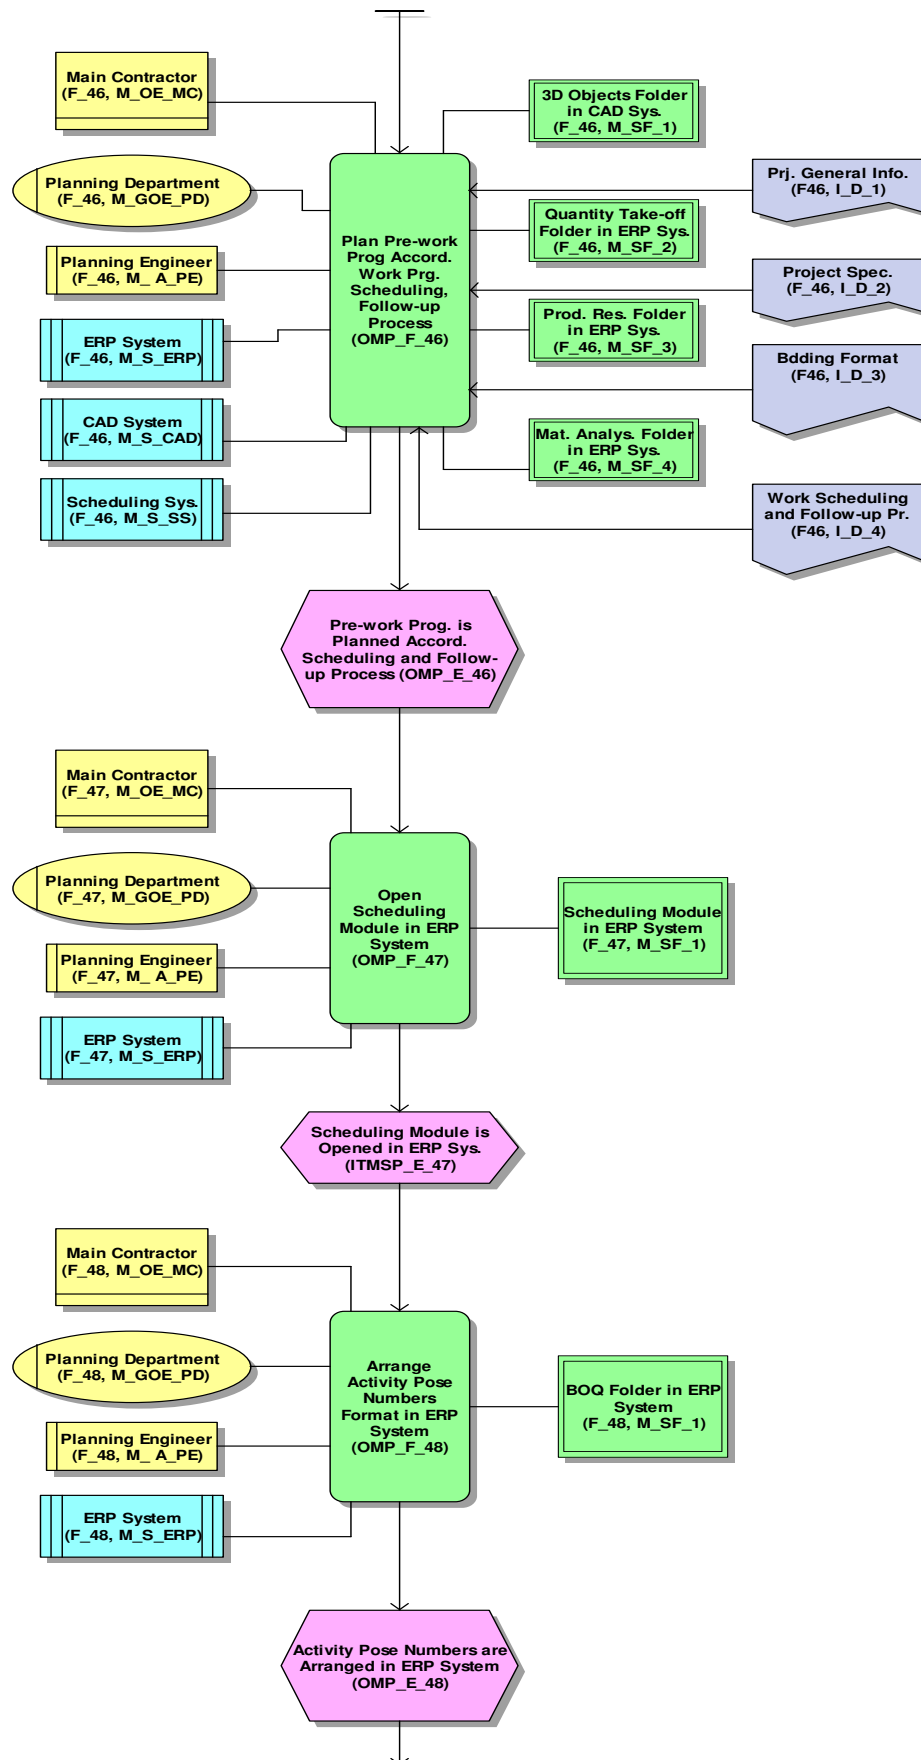 Main Contractor
(F_46, M_OE_MC)
3D Objects Folder
in CAD Sys.
(F_46, M_SF_1)
Planning Department
(F_46, M_GOE_PD)
Prj. General Info.
(F46, I_D_1)
Plan Pre-work
Prog Accord.
Work Prg.
Scheduling,
Follow-up
Process
(OMP_F_46)
Quantity Take-off
Folder in ERP Sys.
(F_46, M_SF_2)
Planning Engineer
(F_46, M_ A_PE)
Project Spec.
(F_46, I_D_2)
ERP System
(F_46, M_S_ERP)
Prod. Res. Folder
in ERP Sys.
(F_46, M_SF_3)
Bdding Format
(F46, I_D_3)
CAD System
(F_46, M_S_CAD)
Mat. Analys. Folder
in ERP Sys.
(F_46, M_SF_4)
Scheduling Sys.
(F_46, M_S_SS)
Work Scheduling
and Follow-up Pr.
(F46, I_D_4)
Pre-work Prog. is
Planned Accord.
Scheduling and Follow-
up Process (OMP_E_46)
Main Contractor
(F_47, M_OE_MC)
Planning Department
(F_47, M_GOE_PD)
Open
Scheduling
Module in ERP
System
(OMP_F_47)
Scheduling Module
in ERP System
(F_47, M_SF_1)
Planning Engineer
(F_47, M_ A_PE)
ERP System
(F_47, M_S_ERP)
Scheduling Module is
Opened in ERP Sys.
(ITMSP_E_47)
Main Contractor
(F_48, M_OE_MC)
Planning Department
(F_48, M_GOE_PD)
Arrange
Activity Pose
Numbers
Format in ERP
System
(OMP_F_48)
BOQ Folder in ERP
System
(F_48, M_SF_1)
Planning Engineer
(F_48, M_ A_PE)
ERP System
(F_48, M_S_ERP)
Activity Pose Numbers are
Arranged in ERP System
(OMP_E_48)